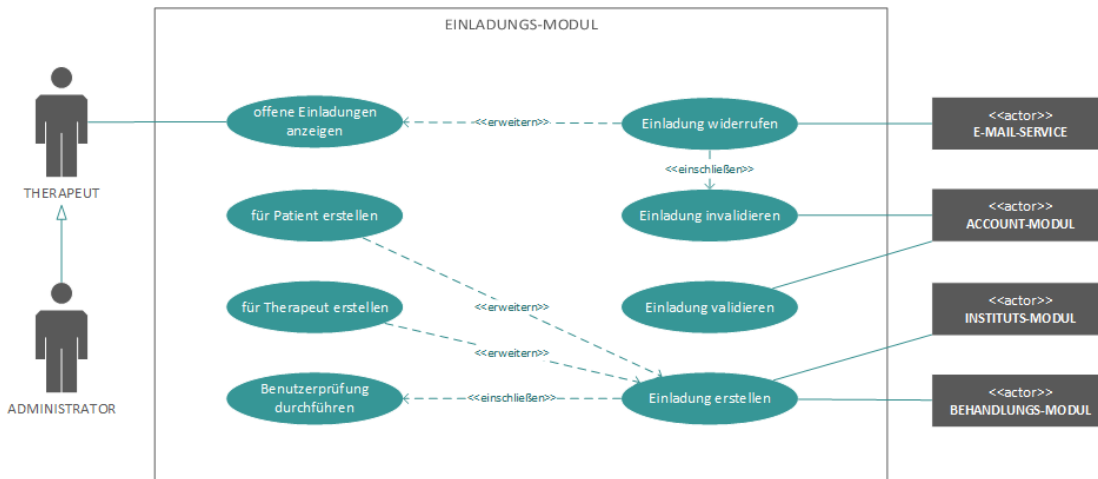 EINLADUNGS-MODUL
offene Einladungen
anzeigen
<<erweitern>>
Einladung widerrufen
<<actor>>
E-MAIL-SERVICE
THERAPEUT
<<einschließen>>
für Patient erstellen
Einladung invalidieren
<<actor>>
ACCOUNT-MODUL
für Therapeut erstellen
<<erweitern>>
Einladung validieren
<<actor>>
INSTITUTS-MODUL
<<erweitern>>
ADMINISTRATOR
Benutzerprüfung
durchführen
<<einschließen>>
Einladung erstellen
<<actor>>
BEHANDLUNGS-MODUL